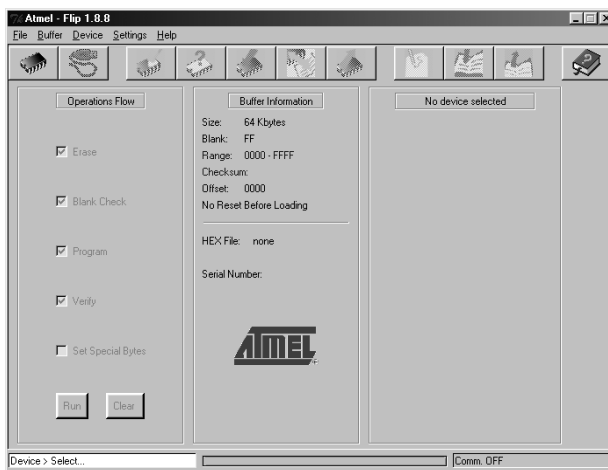 Atmel - Flip 1.8.8
File Buffer Device Settings Help
Operations Flow
Erase
Blank Check
Program
Verify
Set Special Bytes
Run Clear
Buffer Information
Size: 64 Kbytes
Blank: FF
Range: 0000 - FFFF
Checksum:
Offset: 0000
No Reset Before Loading
HEX File: none
Serial Number:
ATMEL
No device selected
Device > Select...
Comm. OFF